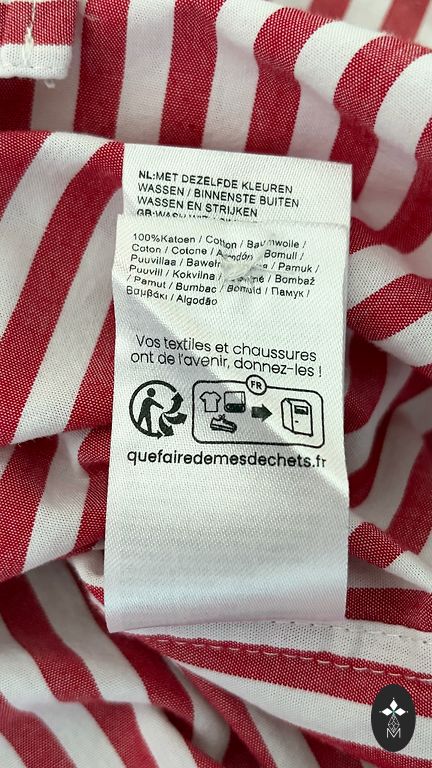 NL:MET DEZELFDE KLEUREN
WASSEN / BINNENSTE BUITEN
WASSEN EN STRIJKEN
100%Katoen / Cotton / Baumwolle /
Coton / Cotone / Algodón / Bomull /
Puuvillaa / / Pamuk /
Puuvill / Kokvilna / / Bombaž
/ Pamut / Bumbac / Bomuld / Памук /
Βαμβάκι / Algodão
Vos textiles et chaussures
ont de l'avenir, donnez-les !
FR
quefairedemesdechets.fr
M